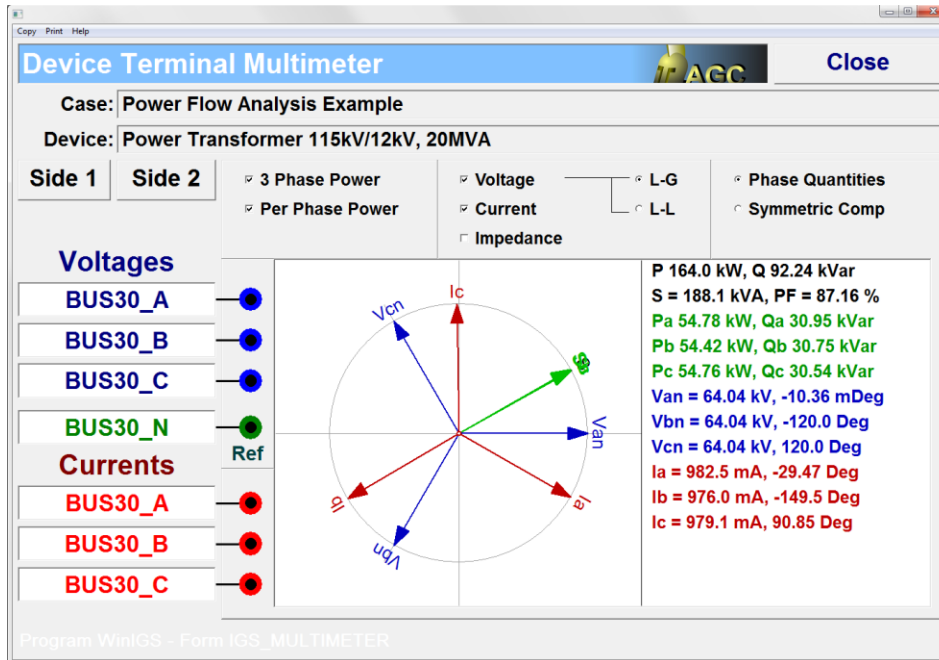 Copy Print Help
Device Terminal Multimeter
AGC
Close
Case: Power Flow Analysis Example
Device: Power Transformer 115kV/12kV, 20MVA
Side 1 Side 2
3 Phase Power
Per Phase Power
Voltage
Current
Impedance
L-G
L-L
Phase Quantities
Symmetric Comp
Voltages
BUS30_A
BUS30_B
BUS30_C
BUS30_N
Ref
Currents
BUS30_A
BUS30_B
BUS30_C
Vcn
Ic
Van
Ia
Vbn
Ib
P 164.0 kW, Q 92.24 kVar
S = 188.1 kVA, PF = 87.16 %
Pa 54.78 kW, Qa 30.95 kVar
Pb 54.42 kW, Qb 30.75 kVar
Pc 54.76 kW, Qc 30.54 kVar
Van = 64.04 kV, -10.36 mDeg
Vbn = 64.04 kV, -120.0 Deg
Vcn = 64.04 kV, 120.0 Deg
Ia = 982.5 mA, -29.47 Deg
Ib = 976.0 mA, -149.5 Deg
Ic = 979.1 mA, 90.85 Deg
Program WinIGS - Form IGS_MULTIMETER